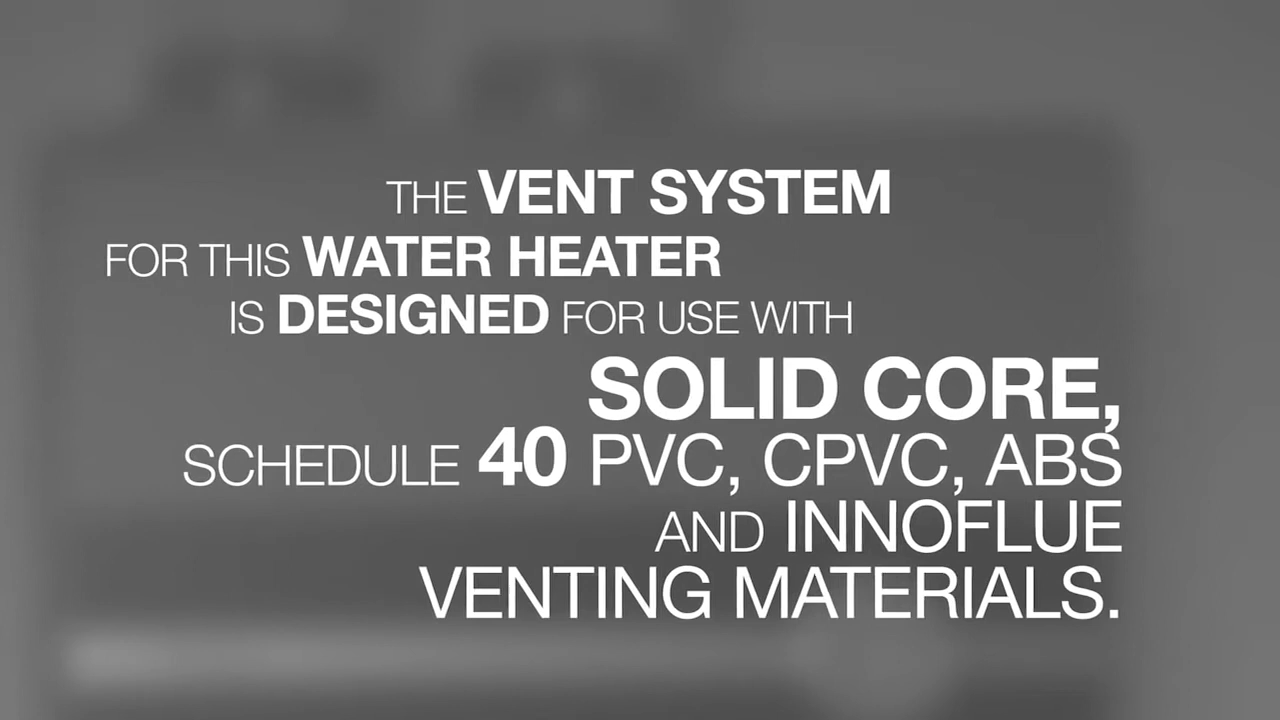 THE VENT SYSTEM
FOR THIS WATER HEATER
IS DESIGNED FOR USE WITH
SOLID CORE,
SCHEDULE 40 PVC, CPVC, ABS
AND INNOFLUE
VENTING MATERIALS.